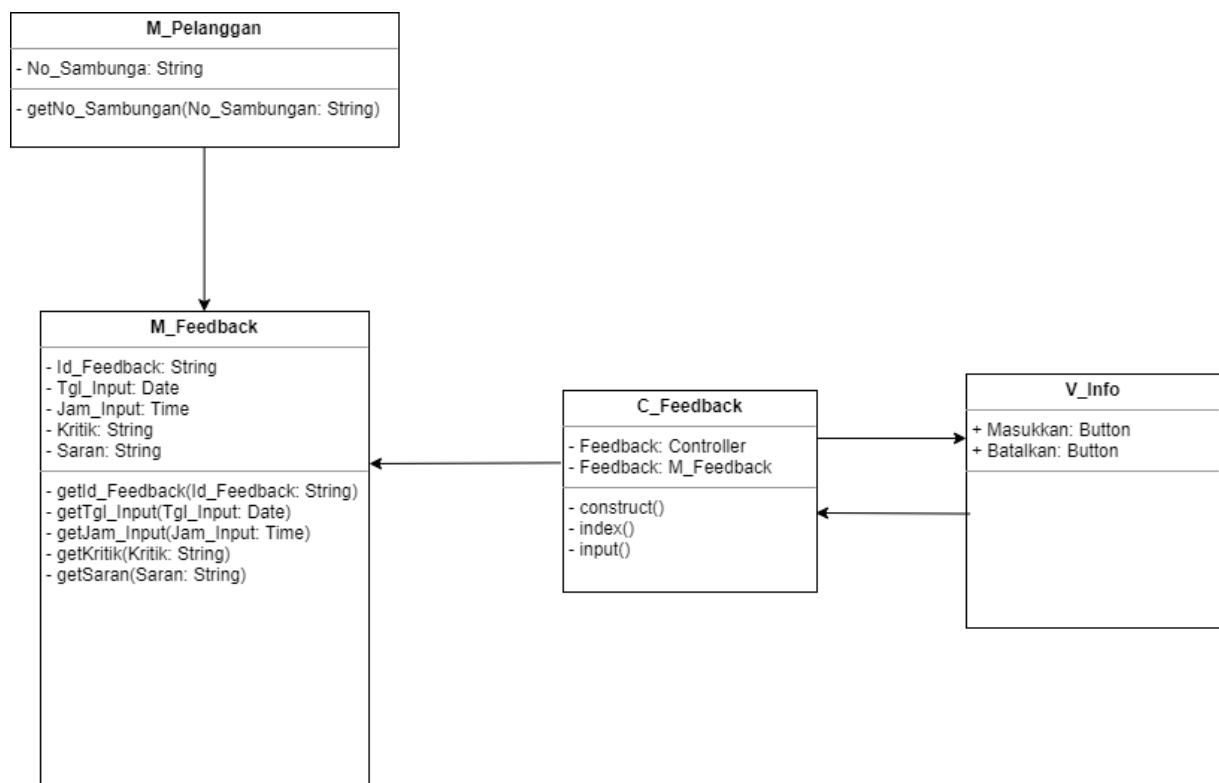 M_Pelanggan
- No_Sambunga: String
- getNo_Sambungan(No_Sambungan: String)
M_Feedback
- Id_Feedback: String
- Tgl_Input: Date
- Jam_Input: Time
- Kritik: String
- Saran: String
- getId_Feedback(Id_Feedback: String)
- getTgl_Input(Tgl_Input: Date)
- getJam_Input(Jam_Input: Time)
- getKritik(Kritik: String)
- getSaran(Saran: String)
C_Feedback
- Feedback: Controller
- Feedback: M_Feedback
- construct()
- index()
- input()
V_Info
+ Masukkan: Button
+ Batalkan: Button